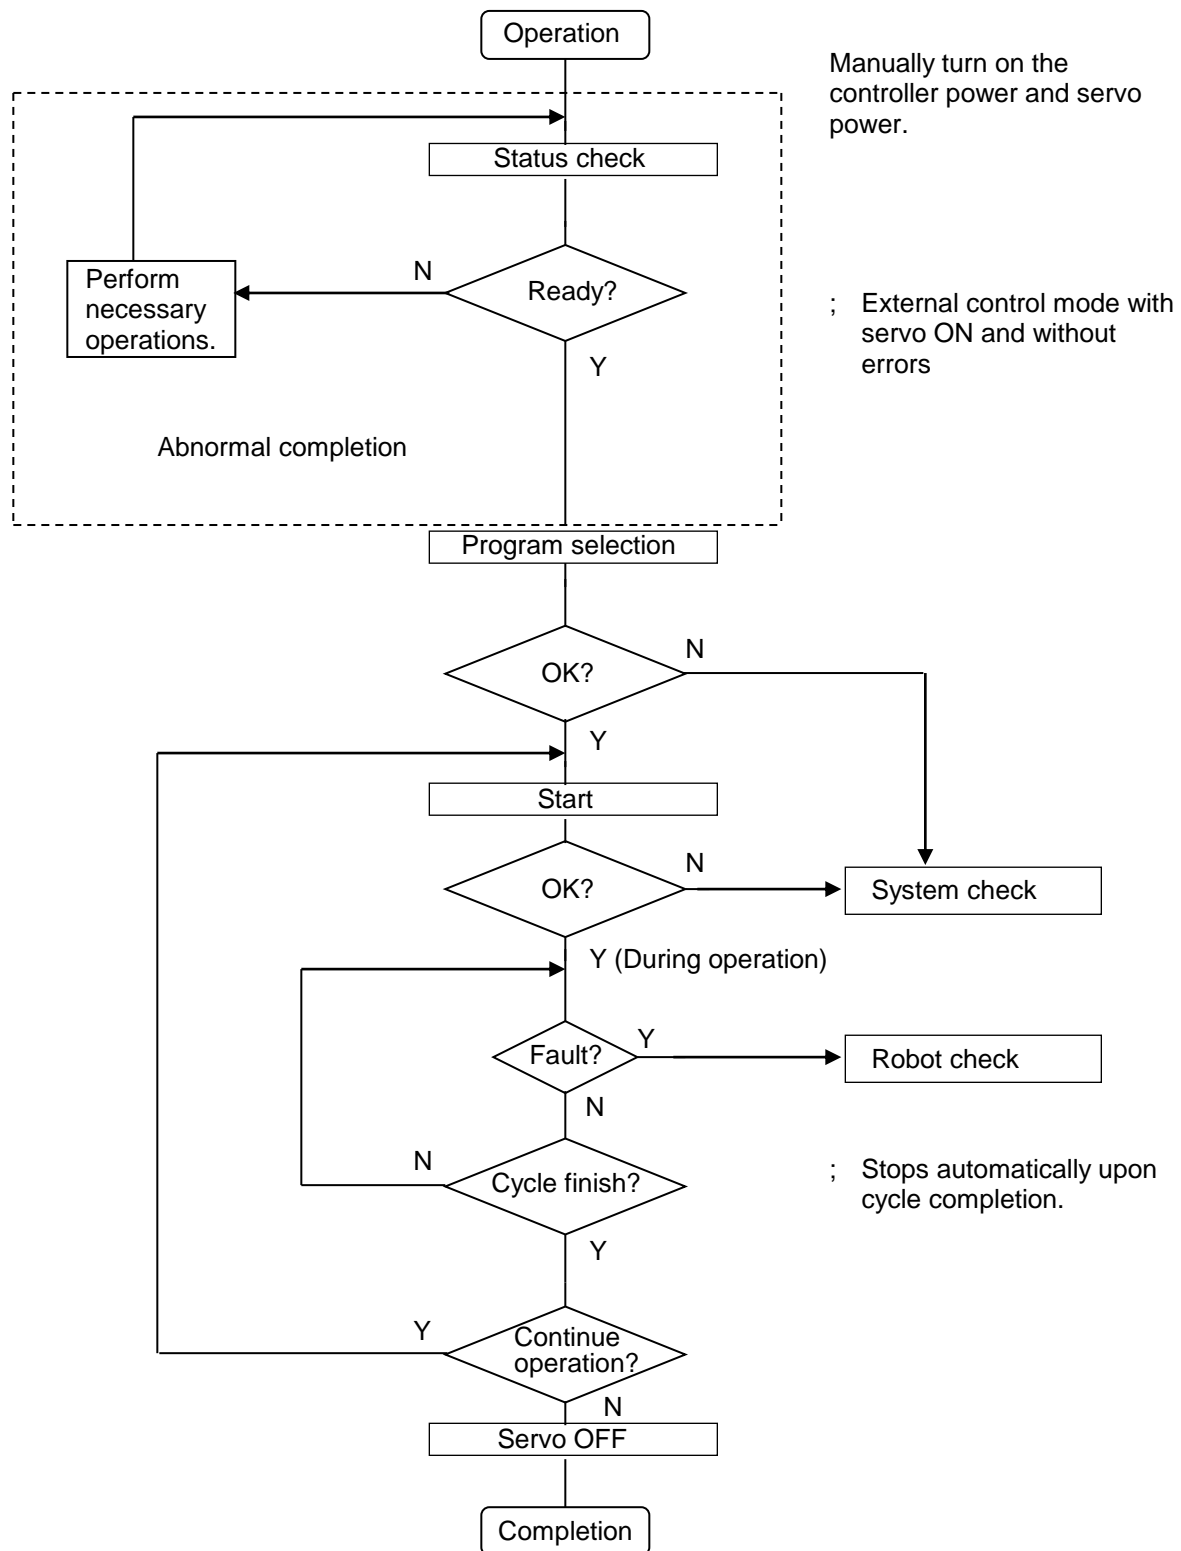 Operation
Manually turn on the
controller power and servo
power.
Status check
N
Ready?
Perform
necessary
operations.
; External control mode with
servo ON and without
errors
Y
Abnormal completion
Program selection
N
OK?
Y
Start
N
OK?
System check
Y (During operation)
Y
Fault?
Robot check
N
N
Cycle finish?
; Stops automatically upon
cycle completion.
Y
Y
Continue
operation?
N
Servo OFF
Completion